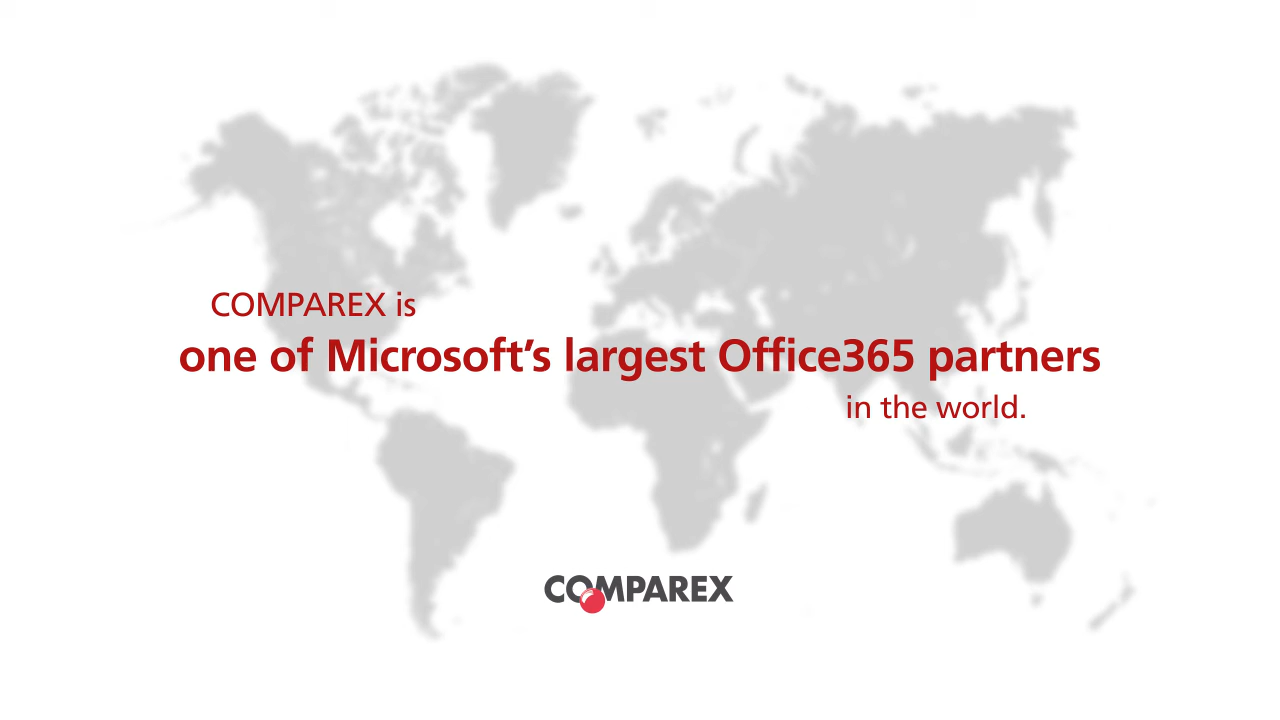 COMPAREX is
one of Microsoft’s largest Office365 partners
in the world.
COMPAREX